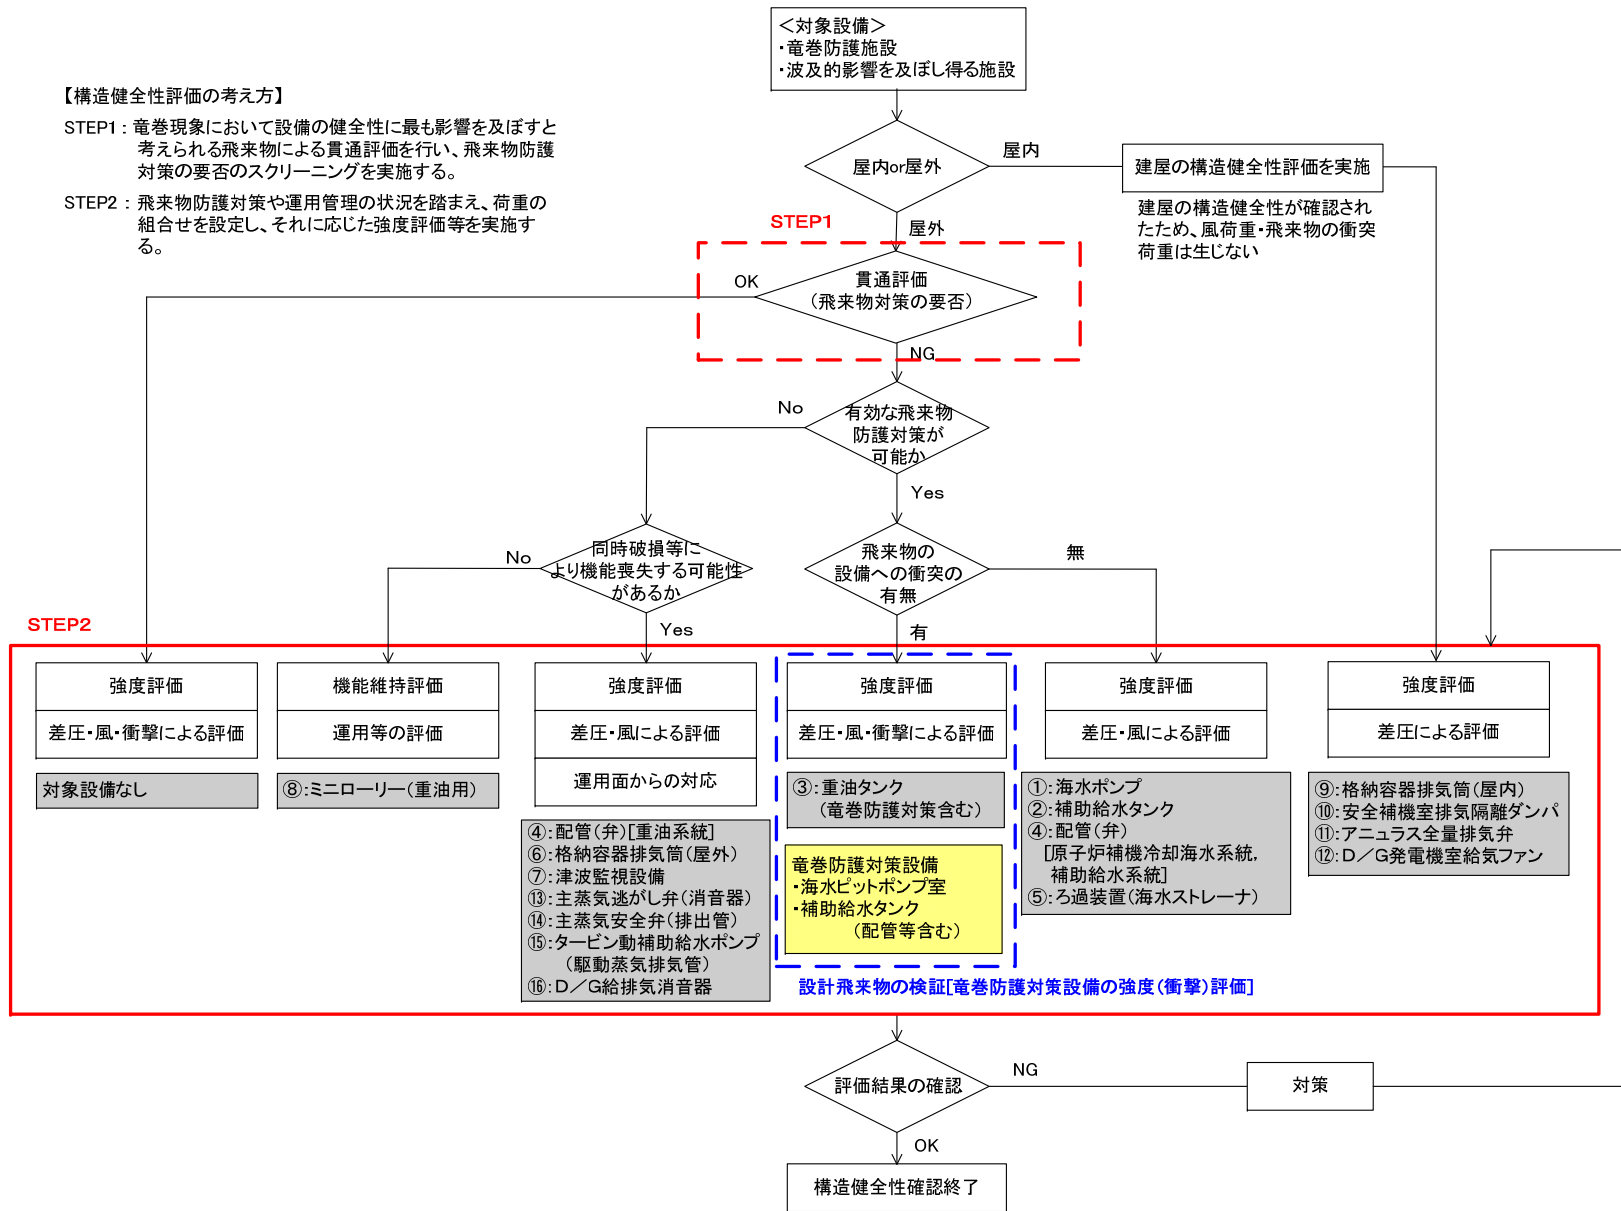 ＜対象設備＞
・竜巻防護施設
・波及的影響を及ぼし得る施設
【構造健全性評価の考え方】
STEP1：竜巻現象において設備の健全性に最も影響を及ぼすと
考えられる飛来物による貫通評価を行い、飛来物防護
対策の要否のスクリーニングを実施する。
STEP2：飛来物防護対策や運用管理の状況を踏まえ、荷重の
組合せを設定し、それに応じた強度評価等を実施す
る。
屋内or屋外
屋内
建屋の構造健全性評価を実施
建屋の構造健全性が確認され
たため、風荷重・飛来物の衝突
荷重は生じない
屋外
STEP1
貫通評価
（飛来物対策の要否）
OK
NG
有効な飛来物
防護対策が
可能か
No
Yes
同時破損等に
より機能喪失する可能性
があるか
No
Yes
飛来物の
設備への衝突の
有無
無
有
STEP2
強度評価
差圧・風・衝撃による評価
対象設備なし
機能維持評価
運用等の評価
⑧：ミニローリー（重油用）
強度評価
差圧・風による評価
運用面からの対応
④：配管（弁）[重油系統]
⑥：格納容器排気筒（屋外）
⑦：津波監視設備
⑬：主蒸気逃がし弁（消音器）
⑭：主蒸気安全弁（排出管）
⑮：タービン動補助給水ポンプ
（駆動蒸気排気管）
⑯：D／G給排気消音器
強度評価
差圧・風・衝撃による評価
③：重油タンク
（竜巻防護対策含む）
竜巻防護対策設備
・海水ピットポンプ室
・補助給水タンク
（配管等含む）
設計飛来物の検証[竜巻防護対策設備の強度（衝撃）評価]
強度評価
差圧・風による評価
①：海水ポンプ
②：補助給水タンク
④：配管（弁）
[原子炉補機冷却海水系統，
補助給水系統]
⑤：ろ過装置（海水ストレーナ）
強度評価
差圧による評価
⑨：格納容器排気筒（屋内）
⑩：安全補機室排気隔離ダンパ
⑪：アニュラス全量排気弁
⑫：D／G発電機室給気ファン
評価結果の確認
NG
対策
OK
構造健全性確認終了